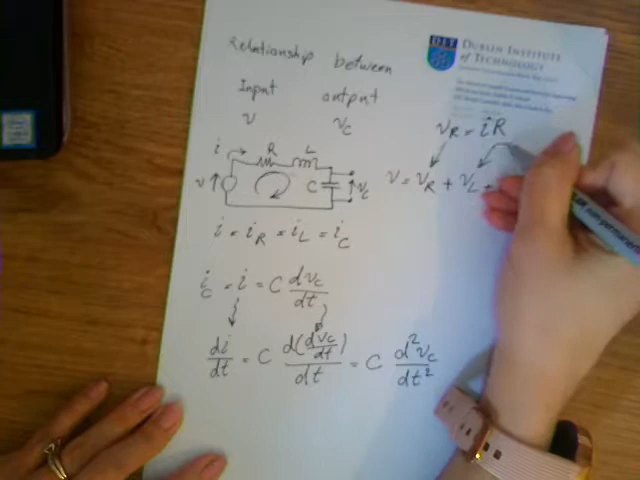 Relationship between
Input output
v v_C
DIT DUBLIN INSTITUTE
of TECHNOLOGY
v_R = iR
i R L
v C v_C
v = v_R + v_L +
i = i_R = i_L = i_C
i_C = i = C dv_C/dt
di/dt = C d(dv_C/dt)/dt = C d²v_C/dt²